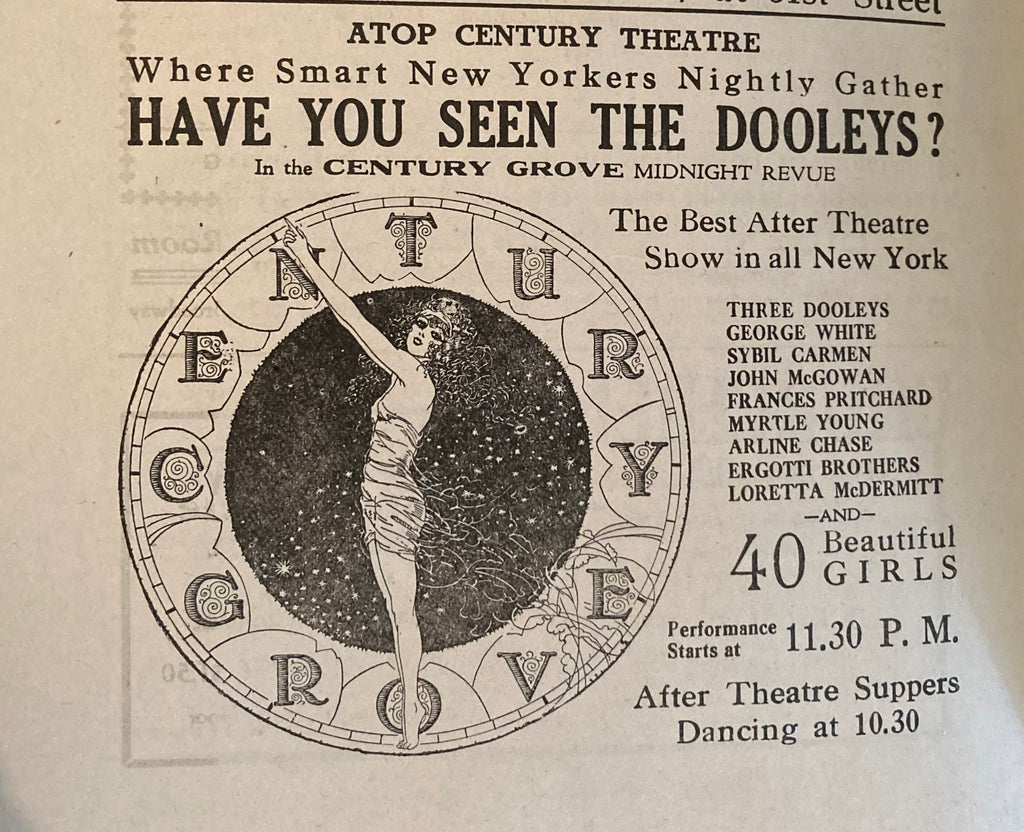 Street
ATOP CENTURY THEATRE
Where Smart New Yorkers Nightly Gather
HAVE YOU SEEN THE DOOLEYS?
In the CENTURY GROVE MIDNIGHT REVUE
CENTURY
GROVE
The Best After Theatre
Show in all New York
THREE DOOLEYS
GEORGE WHITE
SYBIL CARMEN
JOHN McGOWAN
FRANCES PRITCHARD
MYRTLE YOUNG
ARLINE CHASE
ERGOTTI BROTHERS
LORETTA McDERMITT
—AND—
40 Beautiful
GIRLS
Performance
Starts at 11.30 P. M.
After Theatre Suppers
Dancing at 10.30